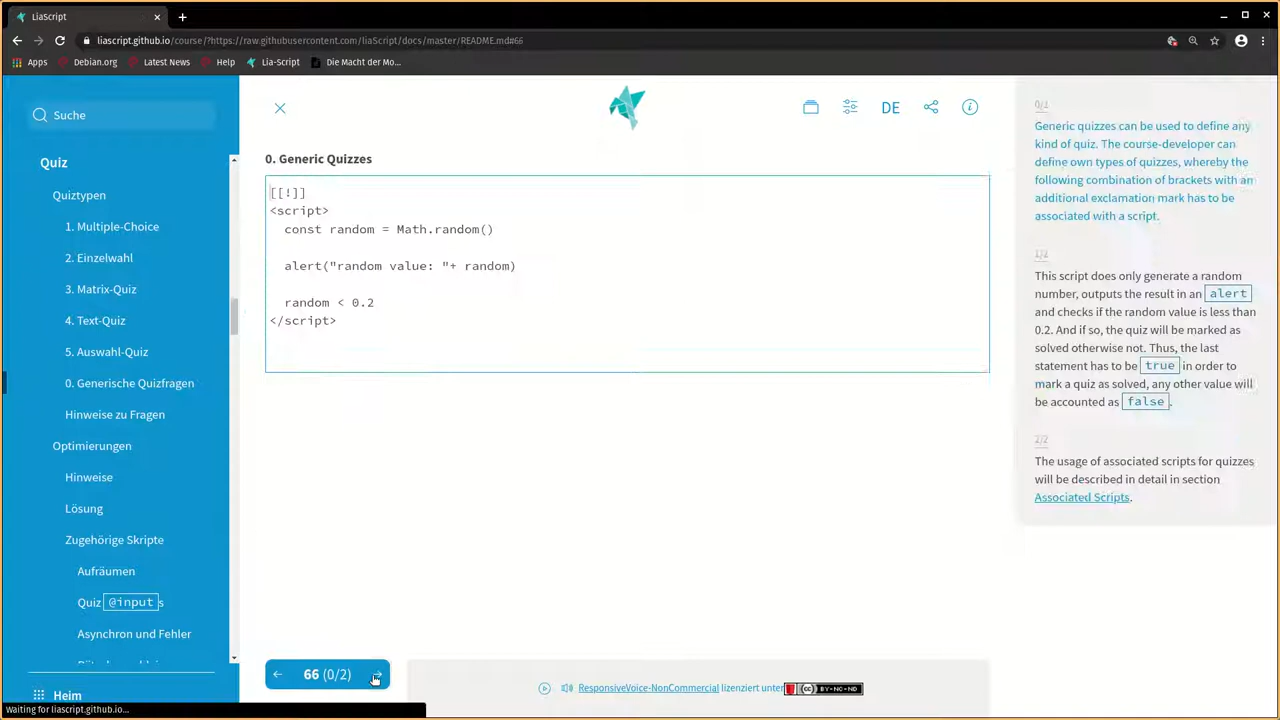 LiaScript
liascript.github.io/course/?https://raw.githubusercontent.com/liaScript/docs/master/README.md#66
Apps
Debian.org
Latest News
Help
Lia-Script
Die Macht der Mo...
Suche
Quiz
Quiztypen
1. Multiple-Choice
2. Einzelwahl
3. Matrix-Quiz
4. Text-Quiz
5. Auswahl-Quiz
0. Generische Quizfragen
Hinweise zu Fragen
Optimierungen
Hinweise
Lösung
Zugehörige Skripte
Aufräumen
Quiz @input s
Asynchron und Fehler
Heim
Waiting for liascript.github.io...
DE
0. Generic Quizzes
[[!]]
<script>
const random = Math.random()
alert("random value: "+ random)
random < 0.2
</script>
66 (0/2)
ResponsiveVoice-NonCommercial lizenziert unter
BY-NC-ND
Generic quizzes can be used to define any
kind of quiz. The course-developer can
define own types of quizzes, whereby the
following combination of brackets with an
additional exclamation mark has to be
associated with a script.
1/2
This script does only generate a random
number, outputs the result in an alert
and checks if the random value is less than
0.2. And if so, the quiz will be marked as
solved otherwise not. Thus, the last
statement has to be true in order to
mark a quiz as solved, any other value will
be accounted as false.
2/2
The usage of associated scripts for quizzes
will be described in detail in section
Associated Scripts.